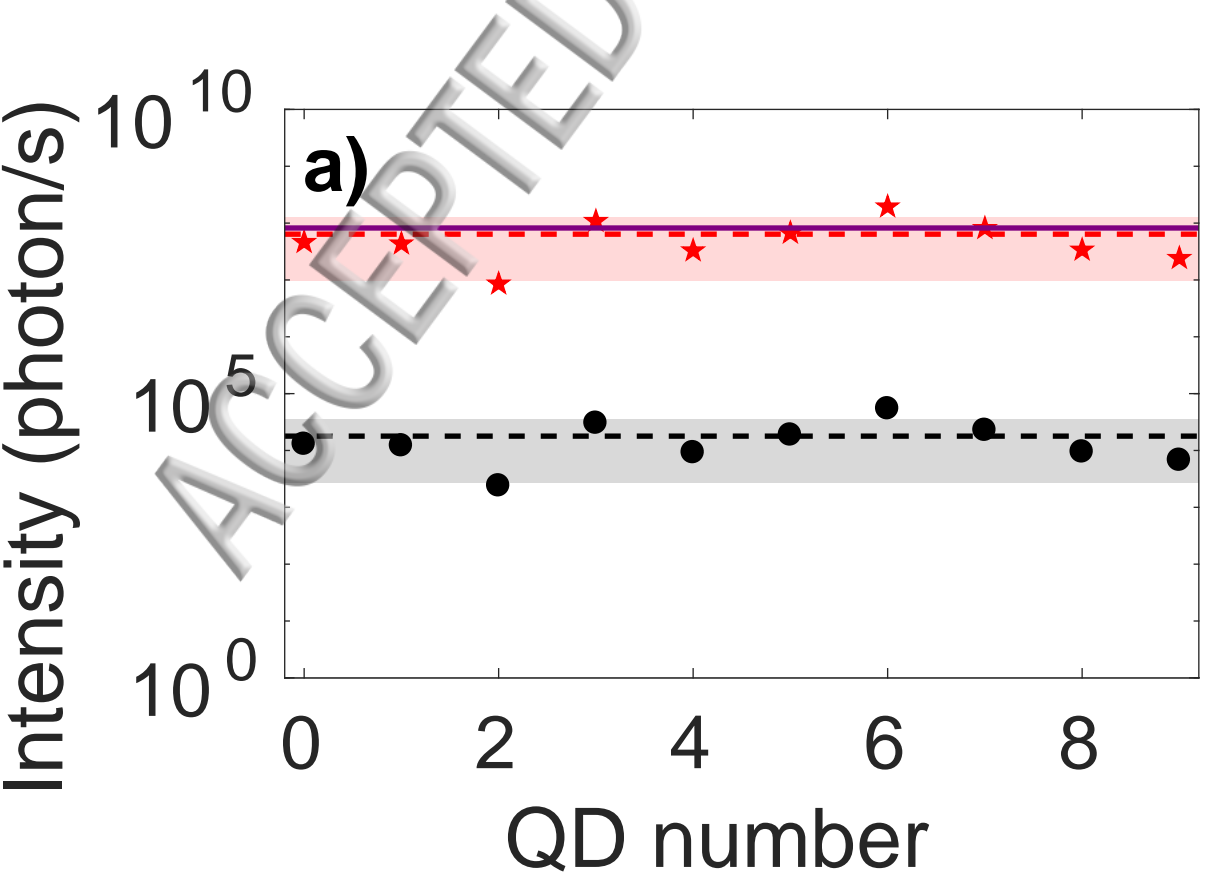 ACCEPTED
a)
Intensity (photon/s)
10^10
10^5
10^0
0 2 4 6 8
QD number